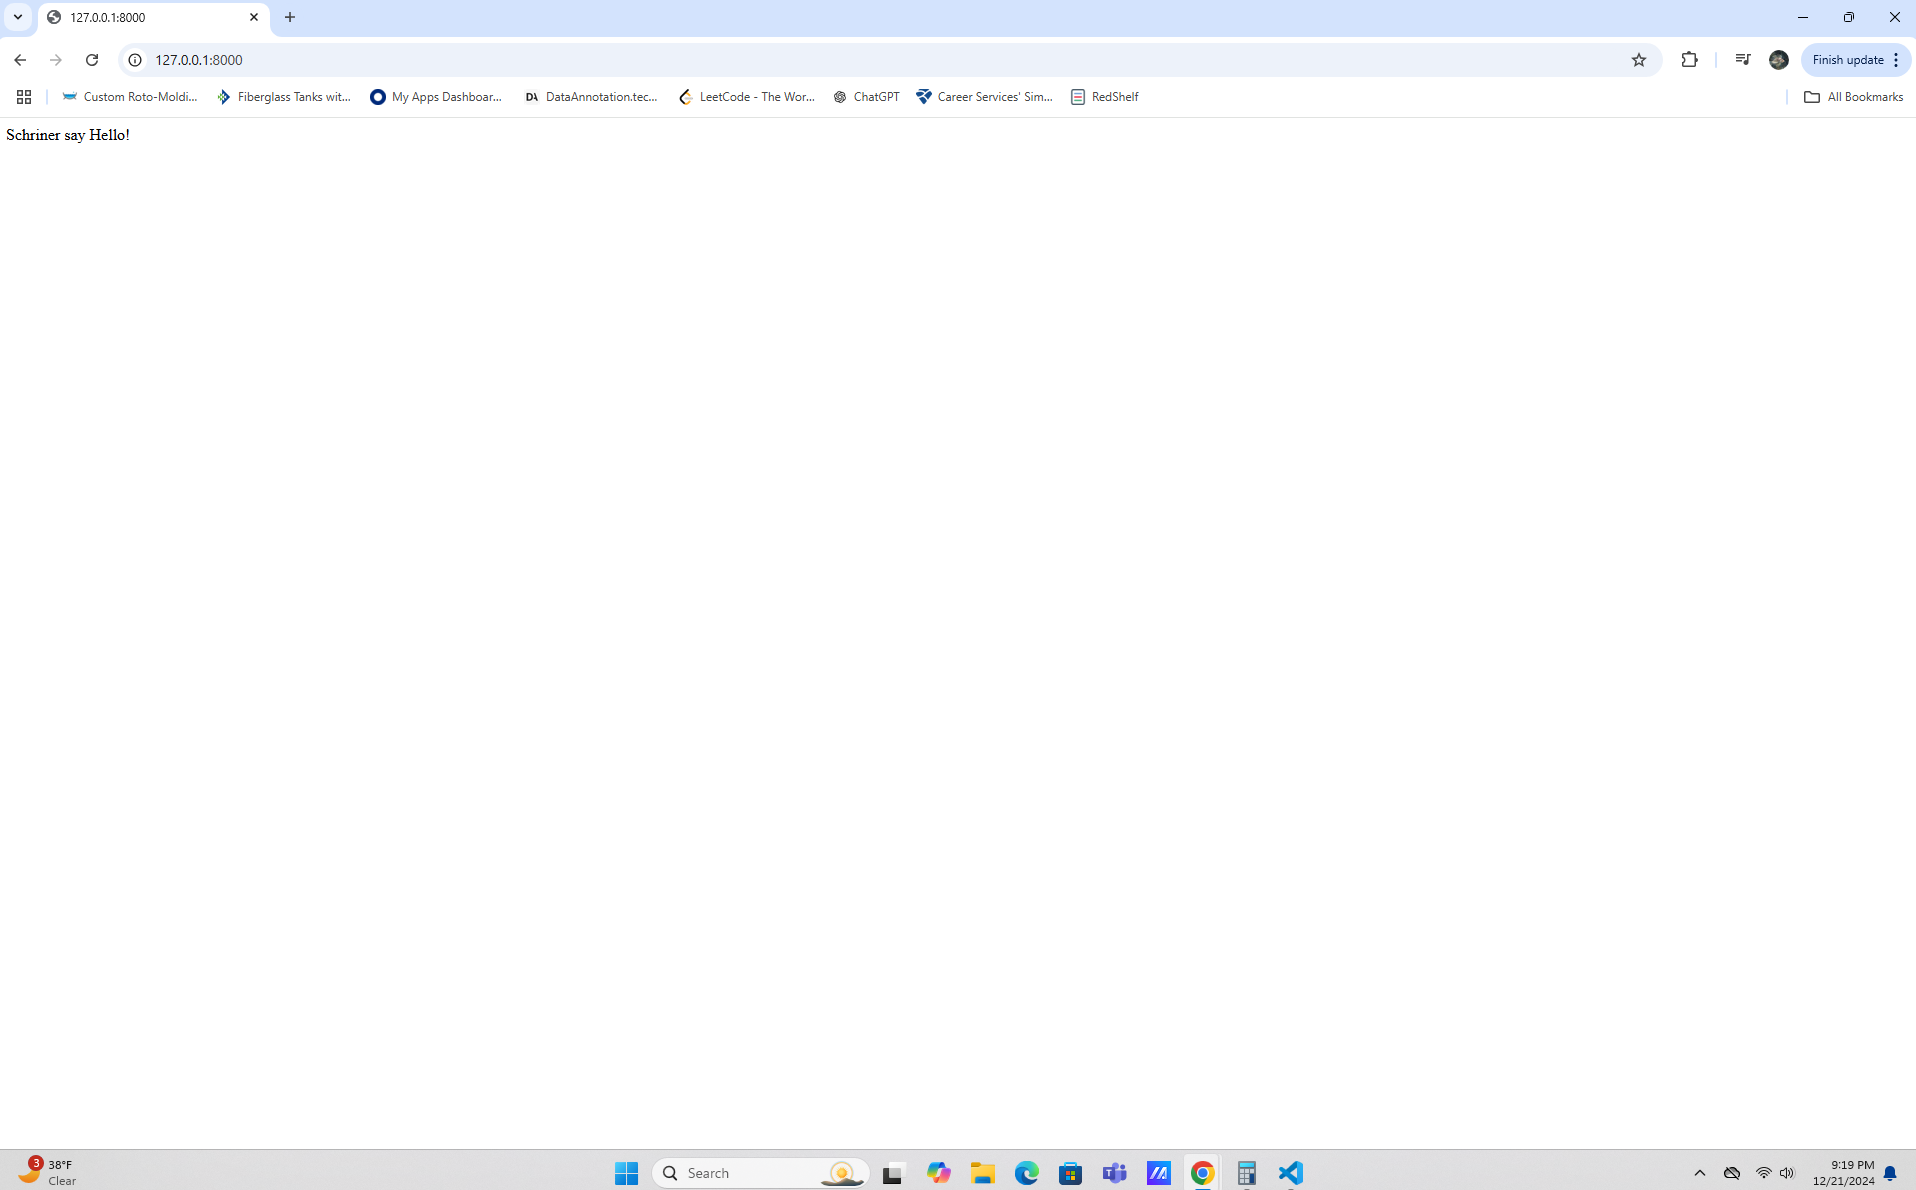 127.0.0.1:8000
127.0.0.1:8000
Finish update
Custom Roto-Moldi...
Fiberglass Tanks wit...
My Apps Dashboar...
DA DataAnnotation.tec...
LeetCode - The Wor...
ChatGPT
Career Services' Sim...
RedShelf
All Bookmarks
Schriner say Hello!
3
38°F
Clear
Search
9:19 PM
12/21/2024